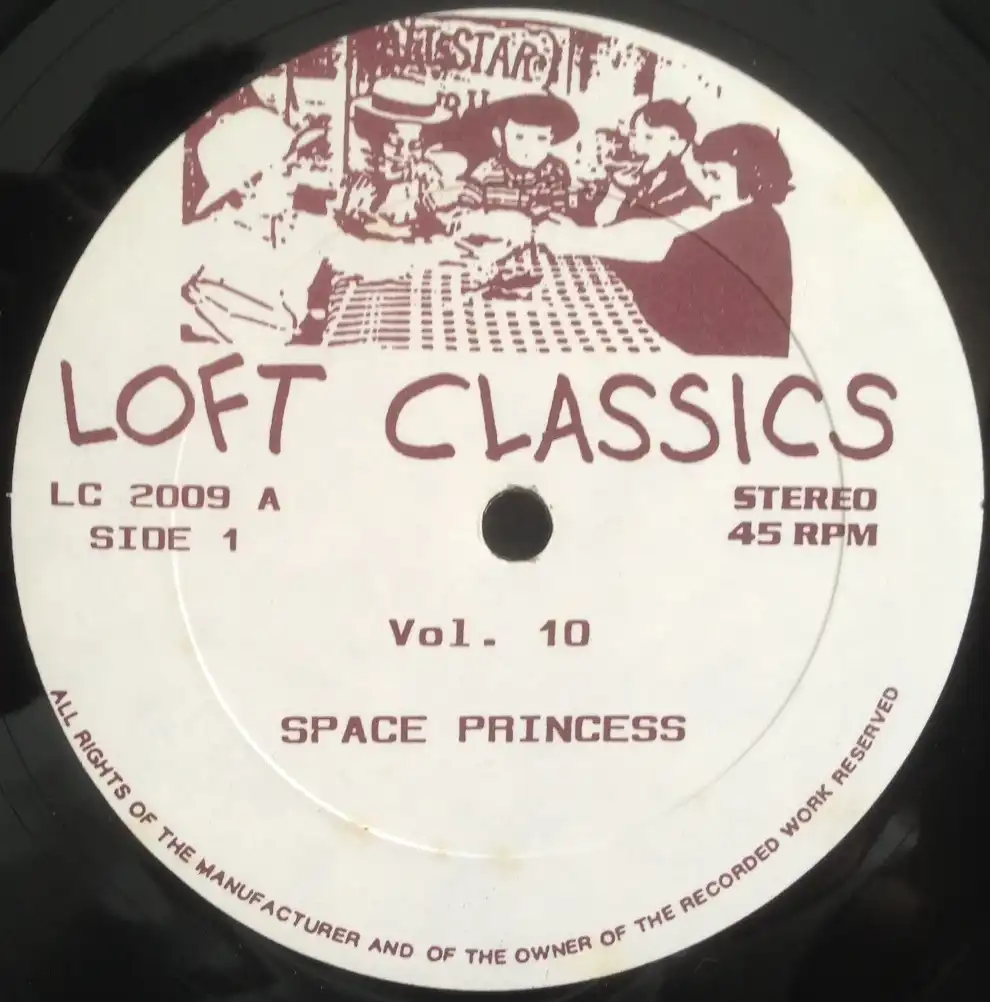 STAR
LOFT CLASSICS
LC 2009 A
SIDE 1
STEREO
45 RPM
Vol. 10
SPACE PRINCESS
ALL RIGHTS OF THE MANUFACTURER AND OF THE OWNER OF THE RECORDED WORK RESERVED